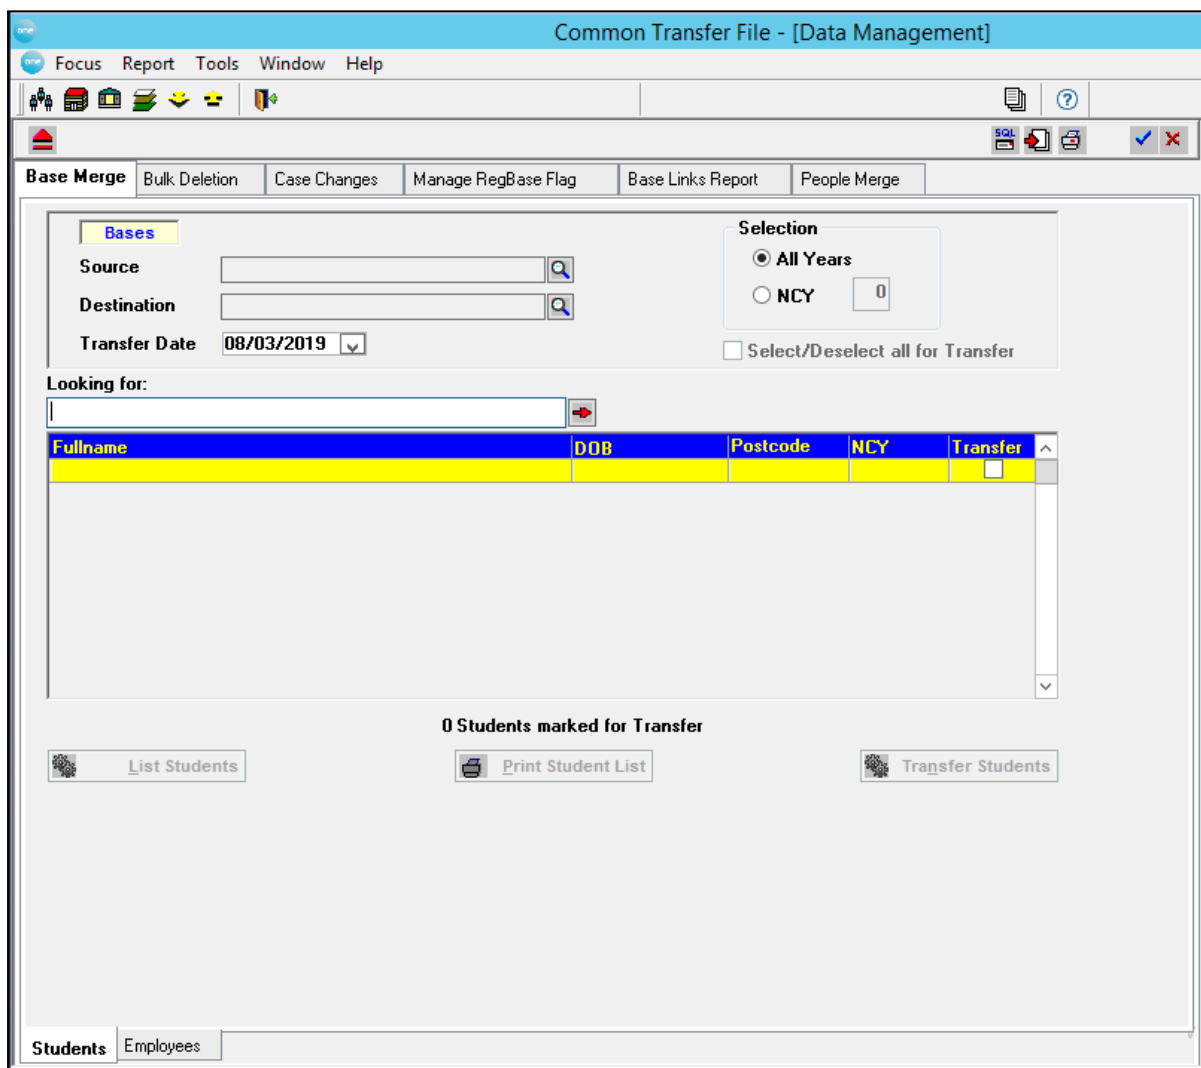 one
Common Transfer File - [Data Management]
one
Focus Report Tools Window Help
SQL
Base Merge Bulk Deletion Case Changes Manage RegBase Flag Base Links Report People Merge
Bases
Selection
Source
All Years
Destination
NCY 0
Transfer Date 08/03/2019
Select/Deselect all for Transfer
Looking for:
Fullname DOB Postcode NCY Transfer
0 Students marked for Transfer
List Students Print Student List Transfer Students
Students Employees